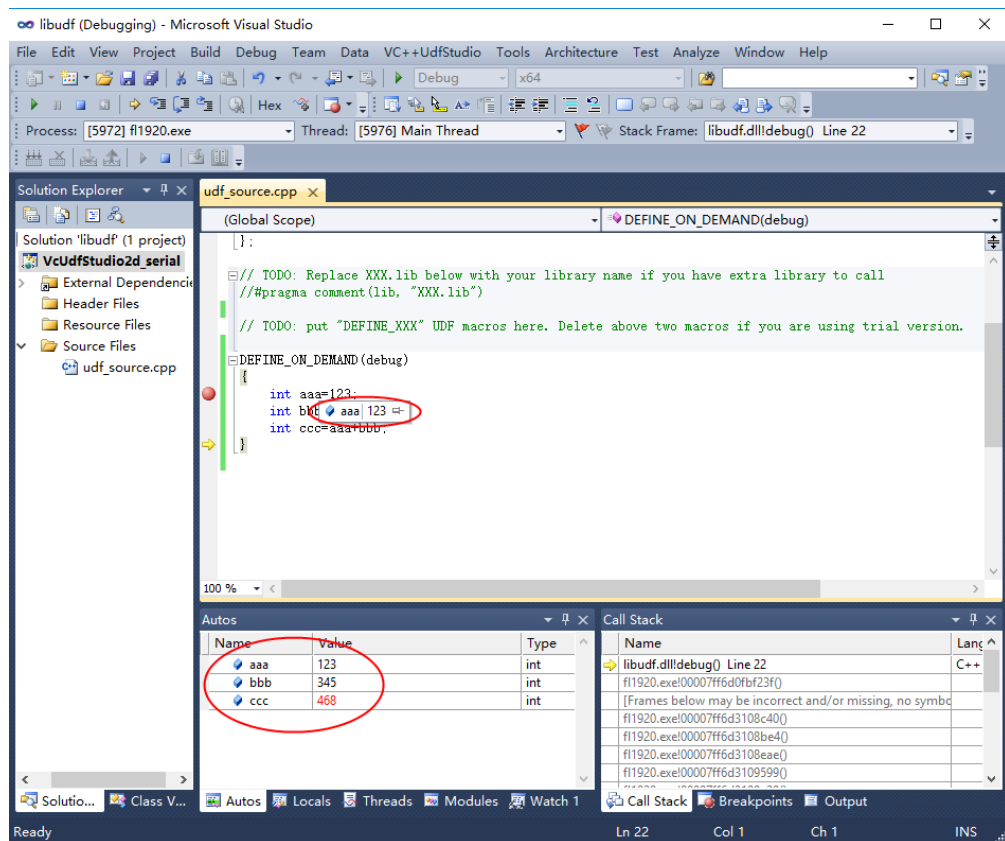 libudf (Debugging) - Microsoft Visual Studio
File Edit View Project Build Debug Team Data VC++UdfStudio Tools Architecture Test Analyze Window Help
Debug x64
Hex
Process: [5972] fl1920.exe Thread: [5976] Main Thread Stack Frame: libudf.dll!debug() Line 22
Solution Explorer
Solution 'libudf' (1 project)
VcUdfStudio2d_serial
External Dependencie
Header Files
Resource Files
Source Files
udf_source.cpp
udf_source.cpp
(Global Scope) DEFINE_ON_DEMAND(debug)
};
// TODO: Replace XXX.lib below with your library name if you have extra library to call
//#pragma comment(lib, "XXX.lib")
// TODO: put "DEFINE_XXX" UDF macros here. Delete above two macros if you are using trial version.
DEFINE_ON_DEMAND(debug)
{
int aaa=123;
int bbb aaa 123
int ccc=aaa+bbb;
}
100 %
Autos
Name Value Type
aaa 123 int
bbb 345 int
ccc 468 int
Call Stack
Name Lang
libudf.dll!debug() Line 22 C++
fl1920.exe!00007ff6d0fbf23f()
[Frames below may be incorrect and/or missing, no symbc
fl1920.exe!00007ff6d3108c40()
fl1920.exe!00007ff6d3108be4()
fl1920.exe!00007ff6d3108eae()
fl1920.exe!00007ff6d3109599()
Solutio... Class V...
Autos Locals Threads Modules Watch 1
Call Stack Breakpoints Output
Ready Ln 22 Col 1 Ch 1 INS